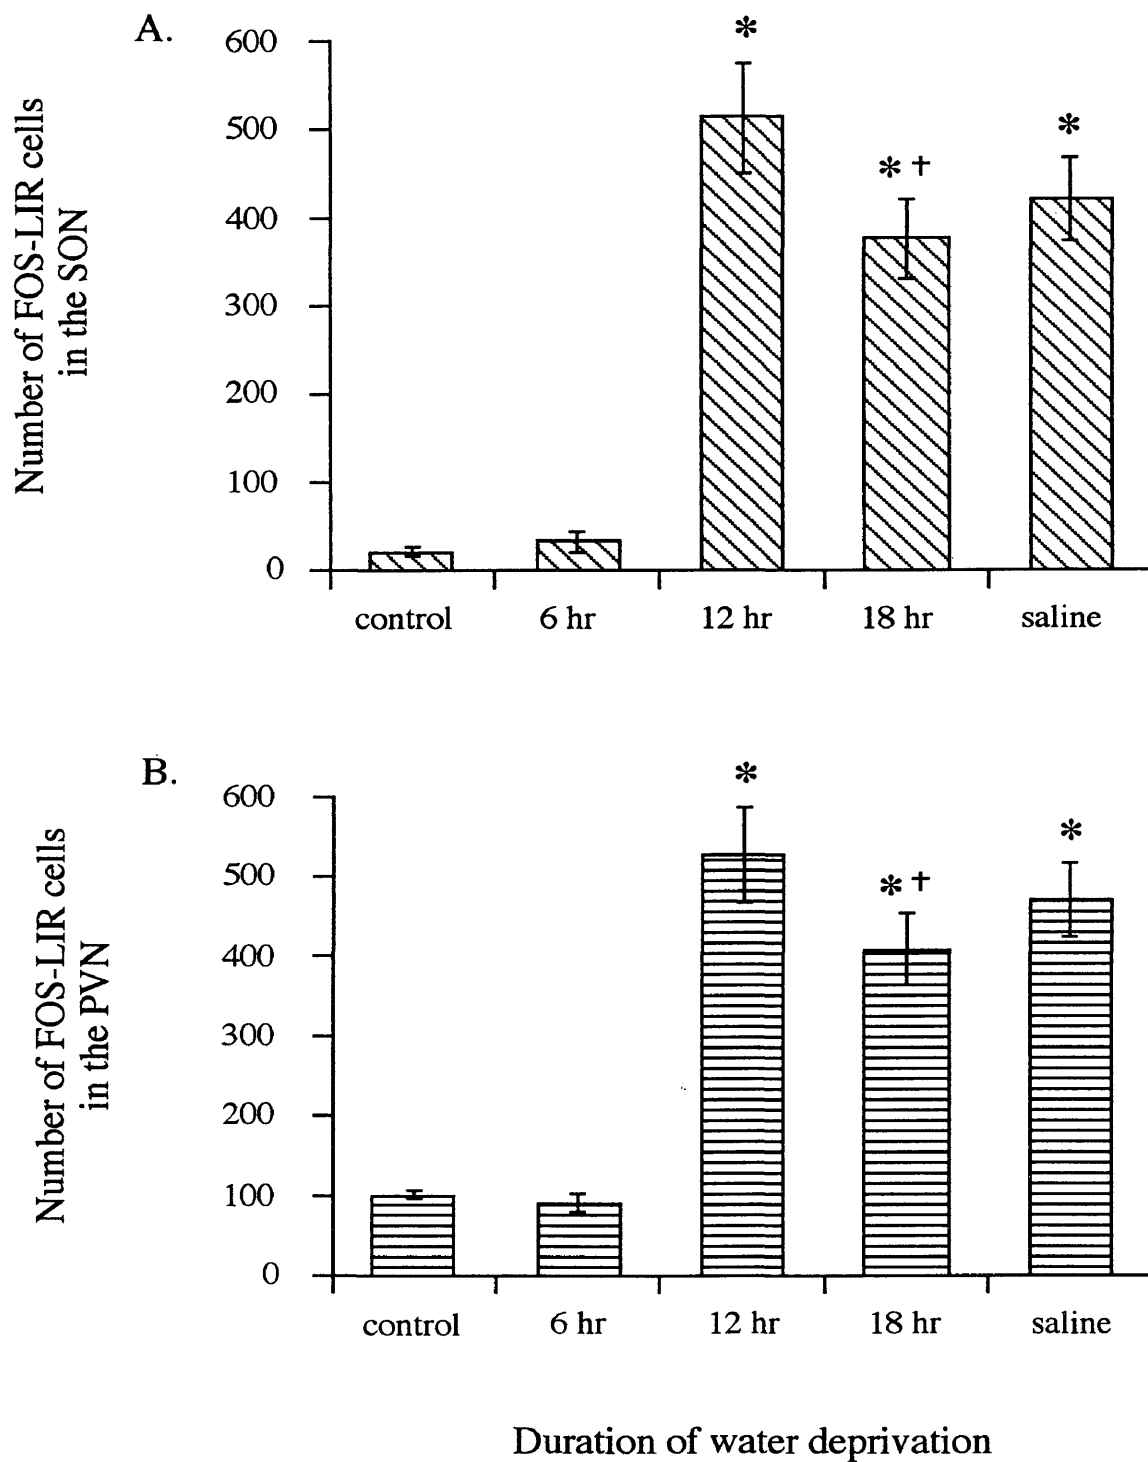 A.
Number of FOS-LIR cells
in the SON
600
500
400
300
200
100
0
*
* †
*
control 6 hr 12 hr 18 hr saline
B.
Number of FOS-LIR cells
in the PVN
600
500
400
300
200
100
0
*
* †
*
control 6 hr 12 hr 18 hr saline
Duration of water deprivation